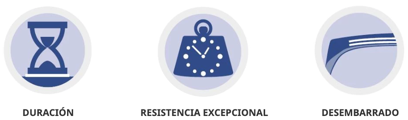 DURACIÓN
RESISTENCIA EXCEPCIONAL
DESEMBARRADO